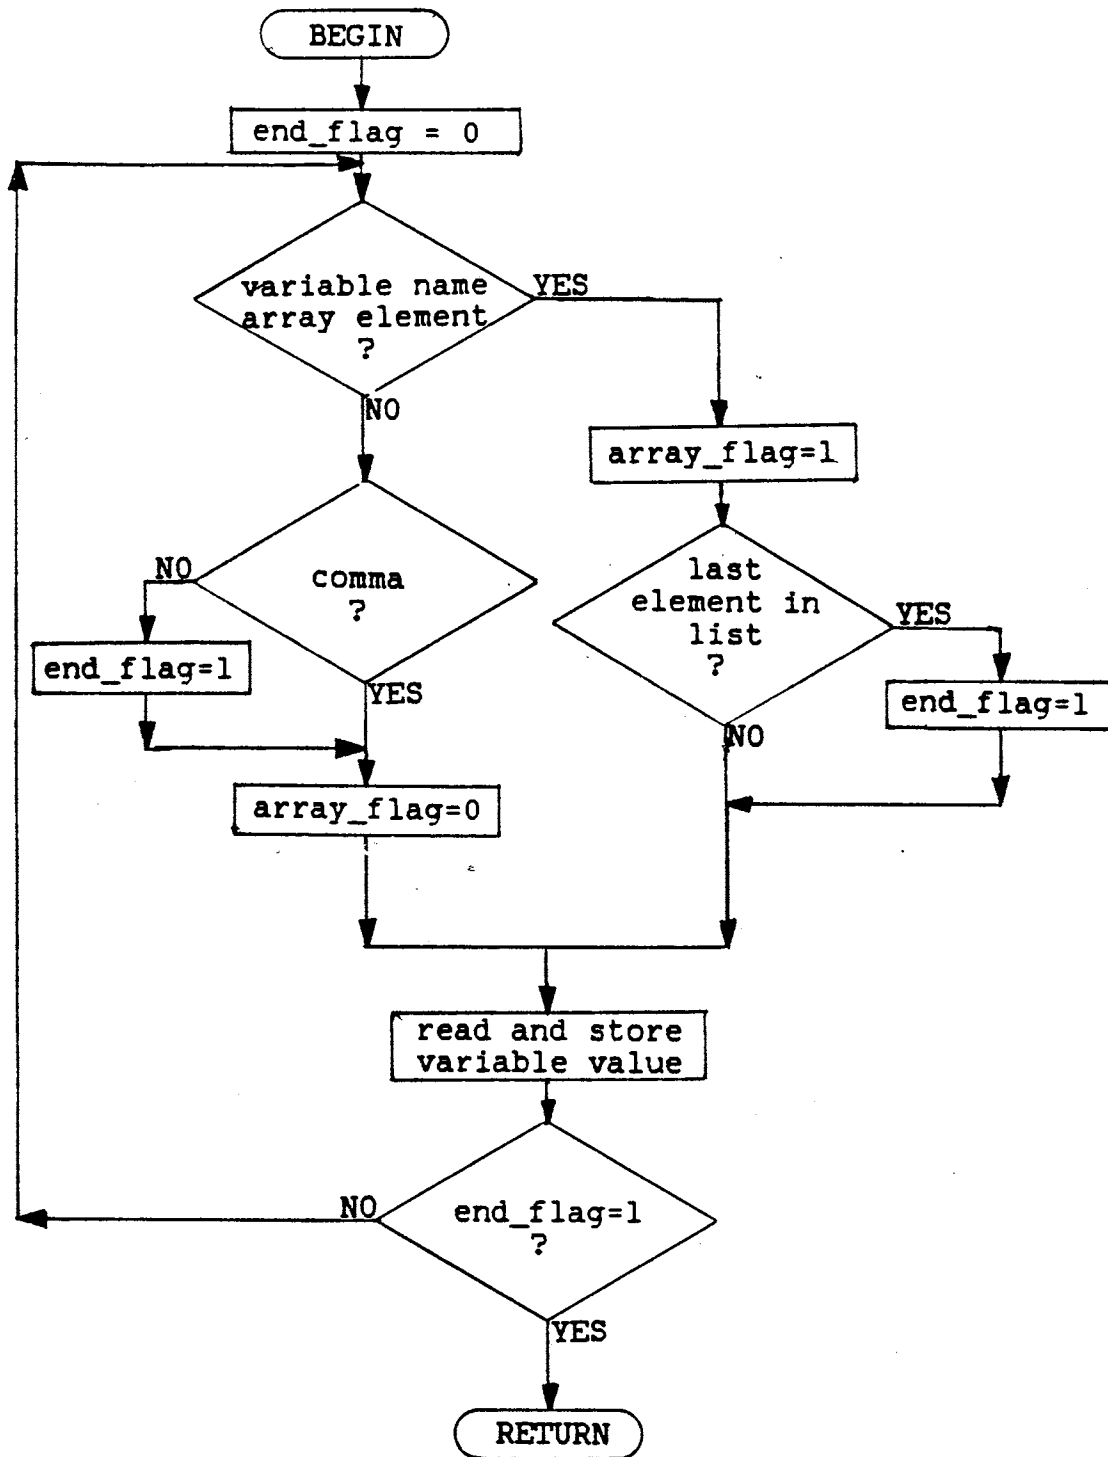 BEGIN
end_flag = 0
variable name
array element
?
YES
NO
array_flag=1
comma
?
NO
YES
end_flag=1
array_flag=0
last
element in
list
?
YES
NO
end_flag=1
read and store
variable value
end_flag=1
?
NO
YES
RETURN